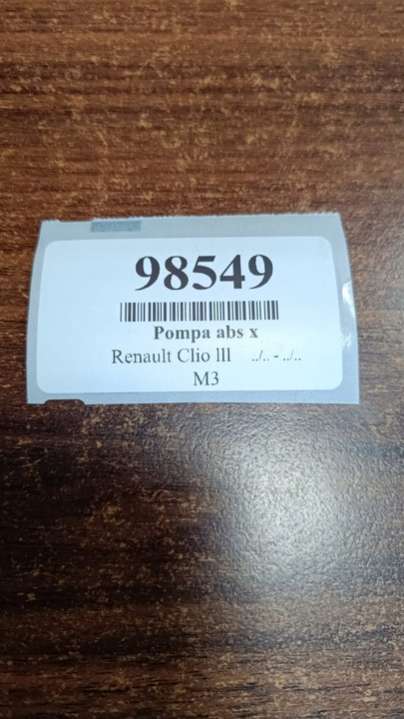 98549
Pompa abs x
Renault Clio lll ../.. - ../..
M3